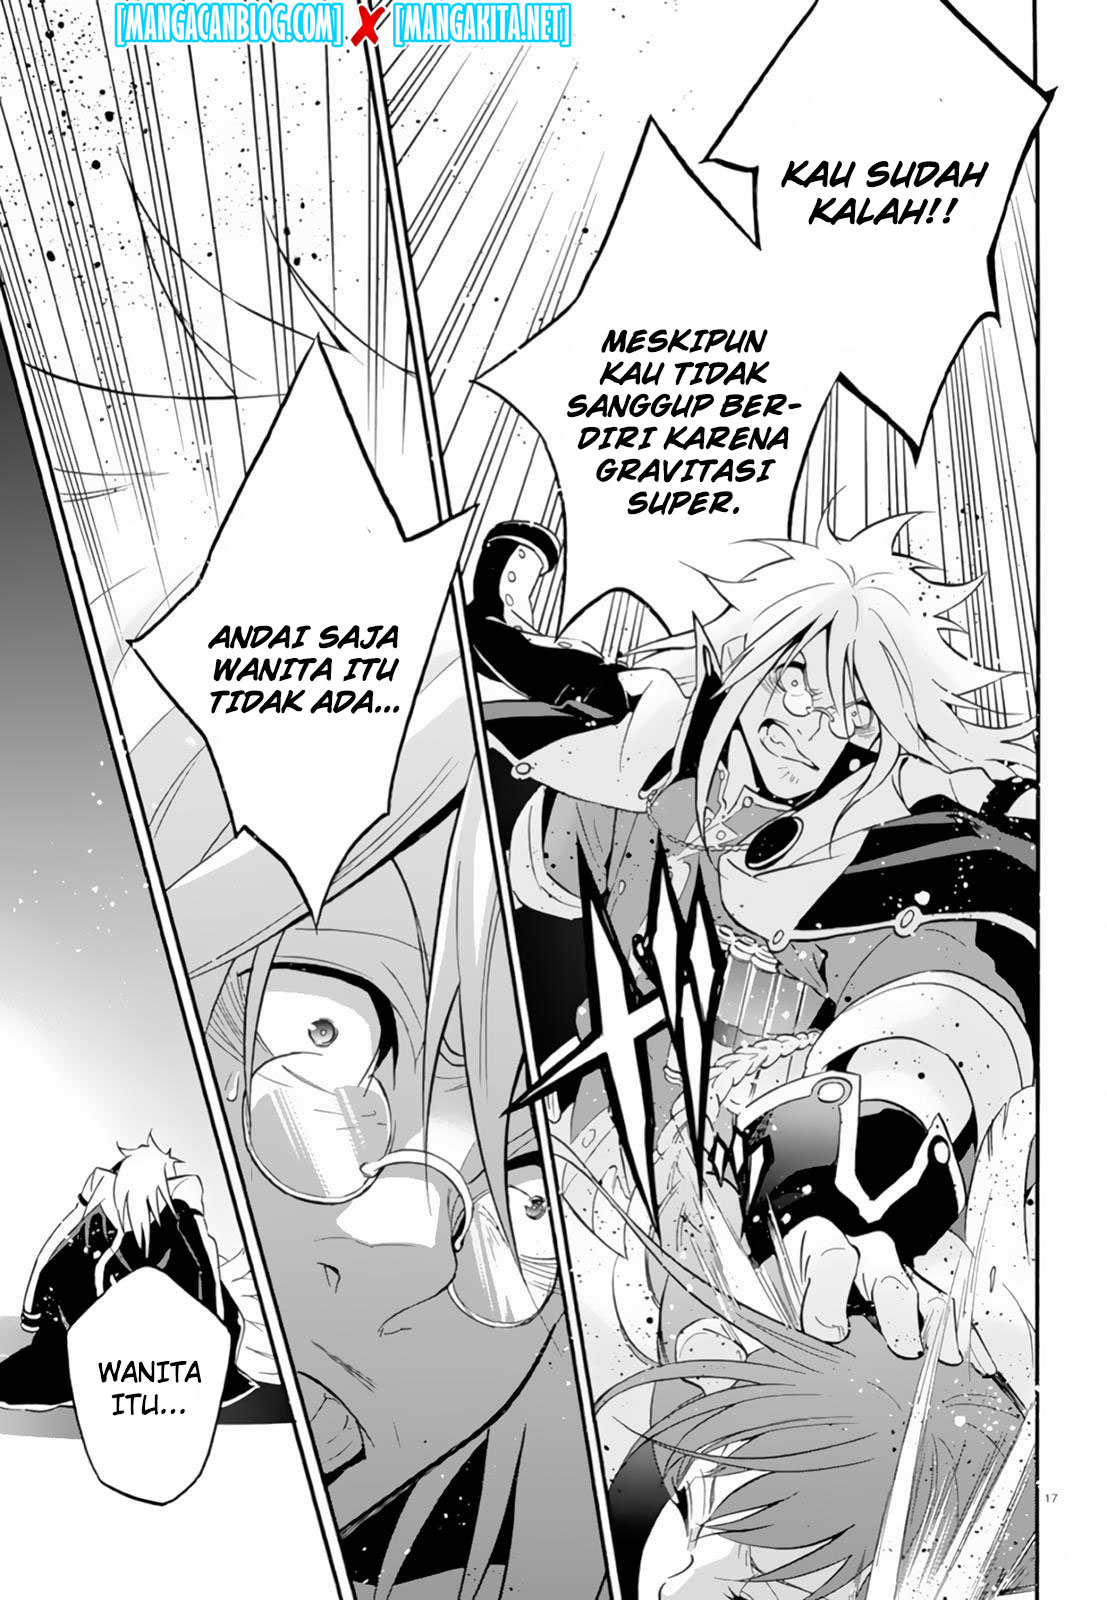 [MANGACANBLOG.COM] X [MANGAKITA.NET]
KAU SUDAH
KALAH!!
MESKIPUN
KAU TIDAK
SANGGUP BER-
DIRI KARENA
GRAVITASI
SUPER.
ANDAI SAJA
WANITA ITU
TIDAK ADA...
WANITA
ITU...
17